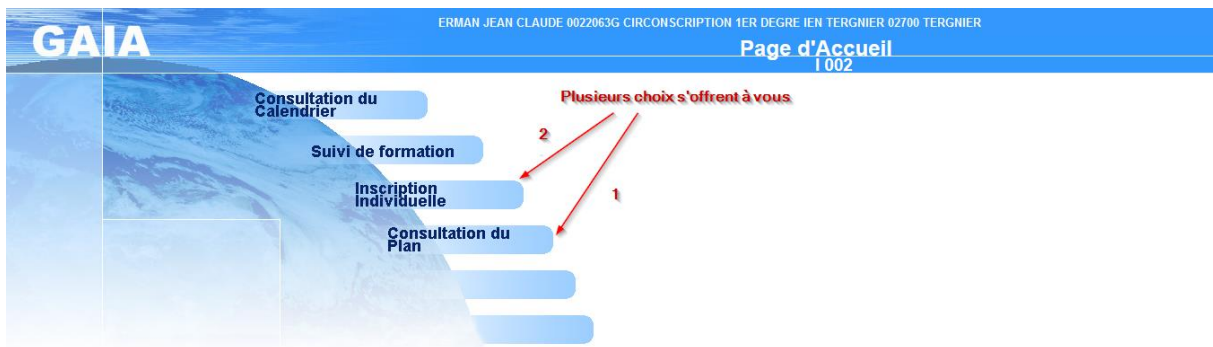 GAIA
ERMAN JEAN CLAUDE 0022063G CIRCONSCRIPTION 1ER DEGRE IEN TERGNIER 02700 TERGNIER
Page d'Accueil
I 002
Consultation du
Calendrier
Plusieurs choix s'offrent à vous
2
Suivi de formation
Inscription
Individuelle
1
Consultation du
Plan